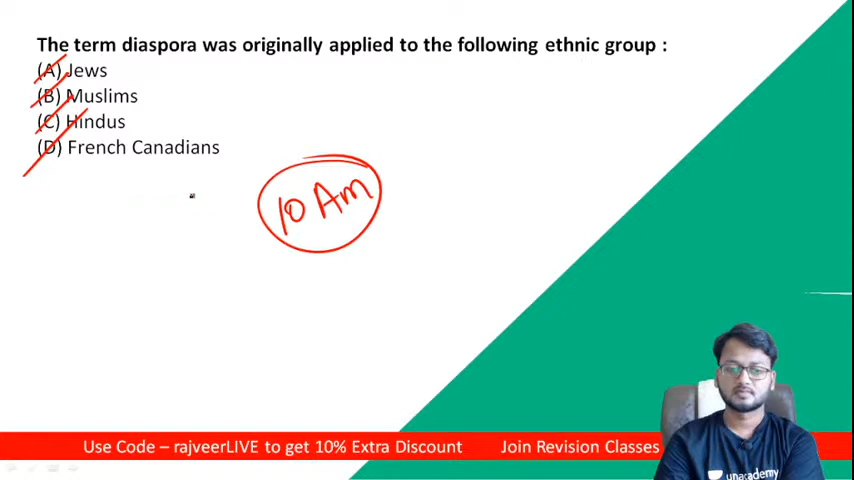 The term diaspora was originally applied to the following ethnic group :
(A) Jews
(B) Muslims
(C) Hindus
(D) French Canadians
10 Am
Use Code – rajveerLIVE to get 10% Extra Discount
Join Revision Classes
unacademy